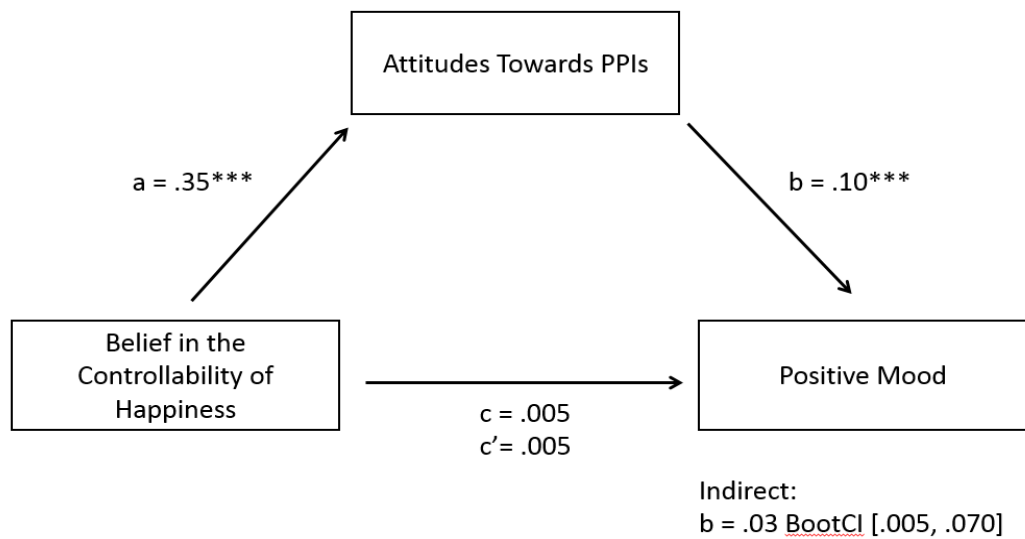 Attitudes Towards PPIs
a = .35***
b = .10***
Belief in the
Controllability of
Happiness
Positive Mood
c = .005
c’= .005
Indirect:
b = .03 BootCI [.005, .070]